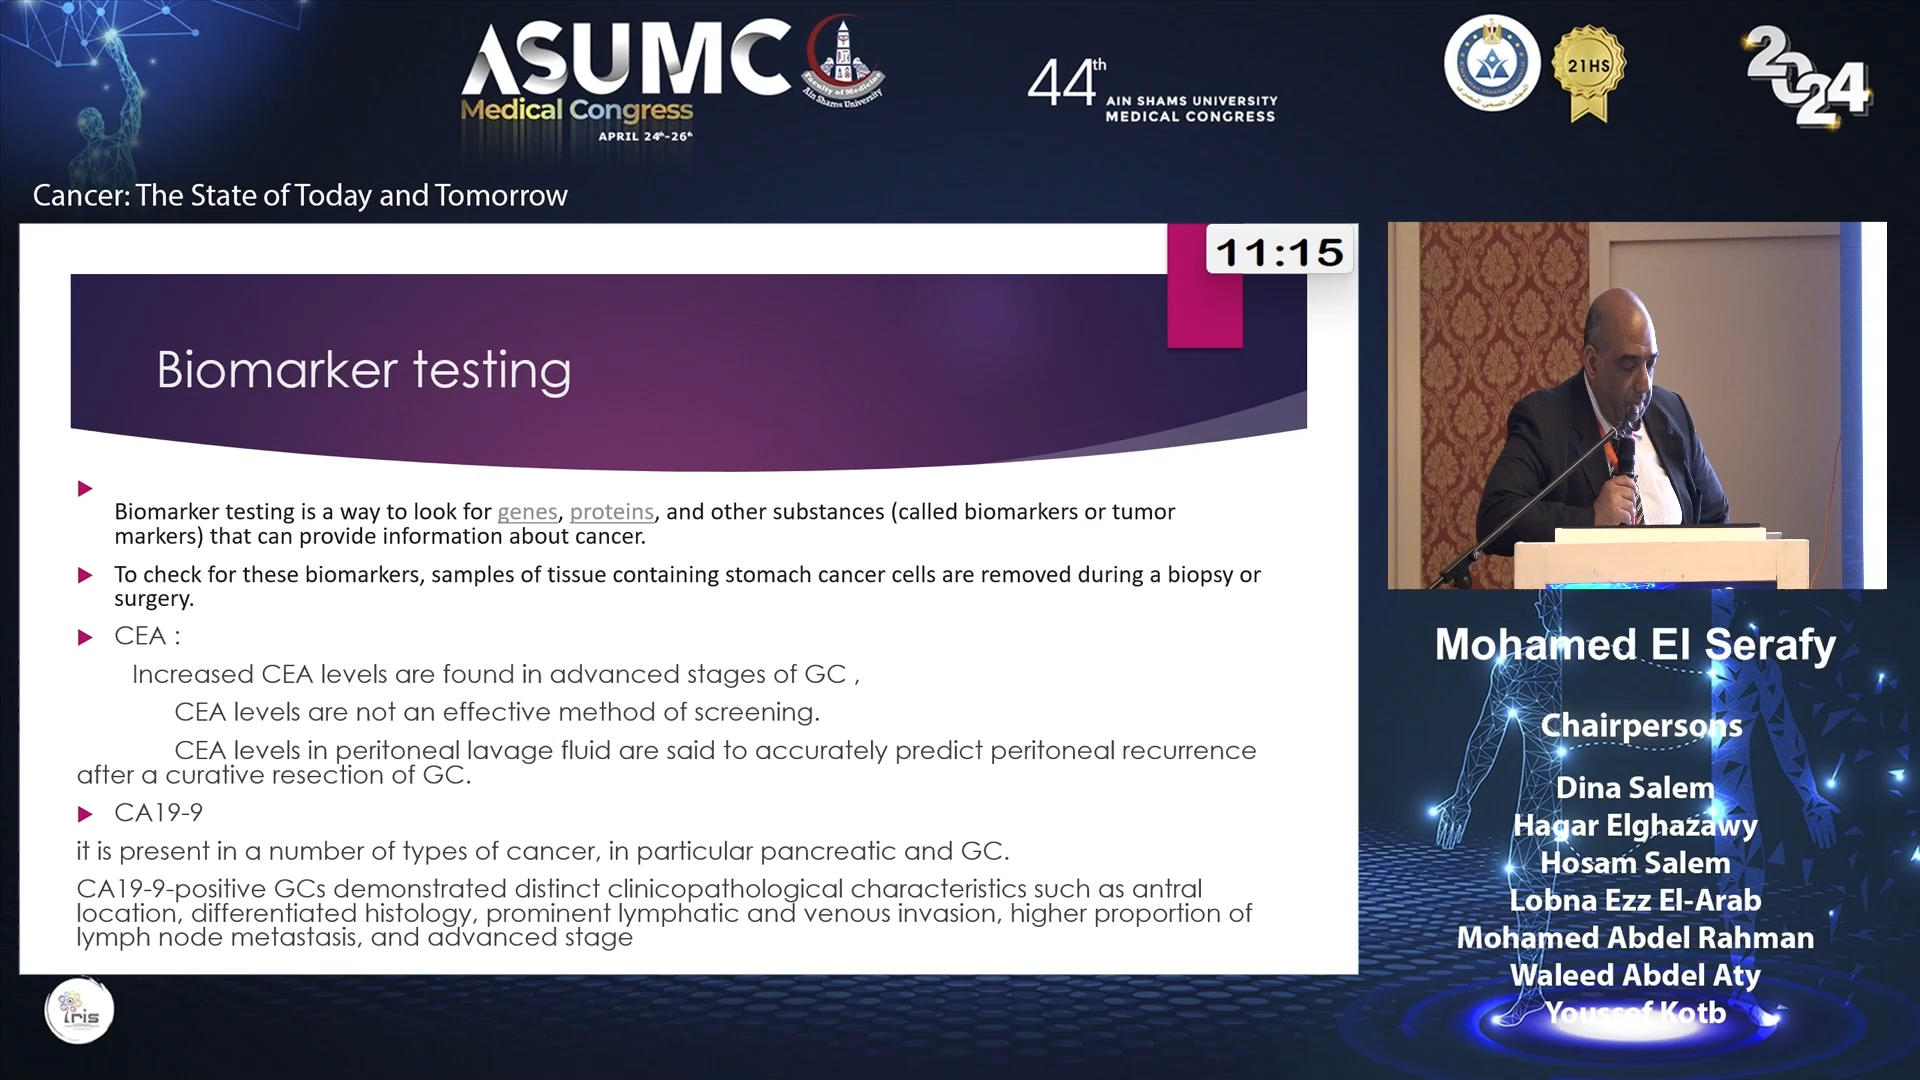 ASUMC
Medical Congress
APRIL 24th-26th
Faculty of Medicine
Ain Shams University
44th
AIN SHAMS UNIVERSITY
MEDICAL CONGRESS
21HS
2024
Cancer: The State of Today and Tomorrow
11:15
Biomarker testing
Biomarker testing is a way to look for genes, proteins, and other substances (called biomarkers or tumor
markers) that can provide information about cancer.
To check for these biomarkers, samples of tissue containing stomach cancer cells are removed during a biopsy or
surgery.
CEA :
Increased CEA levels are found in advanced stages of GC ,
CEA levels are not an effective method of screening.
CEA levels in peritoneal lavage fluid are said to accurately predict peritoneal recurrence
after a curative resection of GC.
CA19-9
it is present in a number of types of cancer, in particular pancreatic and GC.
CA19-9-positive GCs demonstrated distinct clinicopathological characteristics such as antral
location, differentiated histology, prominent lymphatic and venous invasion, higher proportion of
lymph node metastasis, and advanced stage
Mohamed El Serafy
Chairpersons
Dina Salem
Hagar Elghazawy
Hosam Salem
Lobna Ezz El-Arab
Mohamed Abdel Rahman
Waleed Abdel Aty
Youssef Kotb
iris